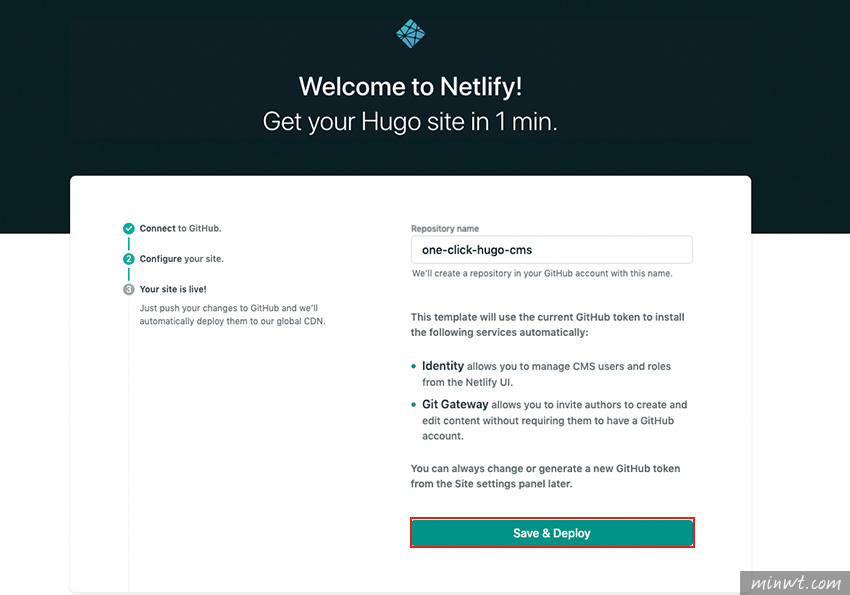 Welcome to Netlify!
Get your Hugo site in 1 min.
Connect to GitHub.
2 Configure your site.
3 Your site is live!
Just push your changes to GitHub and we'll
automatically deploy them to our global CDN.
Repository name
one-click-hugo-cms
We'll create a repository in your GitHub account with this name.
This template will use the current GitHub token to install
the following services automatically:
• Identity allows you to manage CMS users and roles
from the Netlify UI.
• Git Gateway allows you to invite authors to create and
edit content without requiring them to have a GitHub
account.
You can always change or generate a new GitHub token
from the Site settings panel later.
Save & Deploy
minwt.com